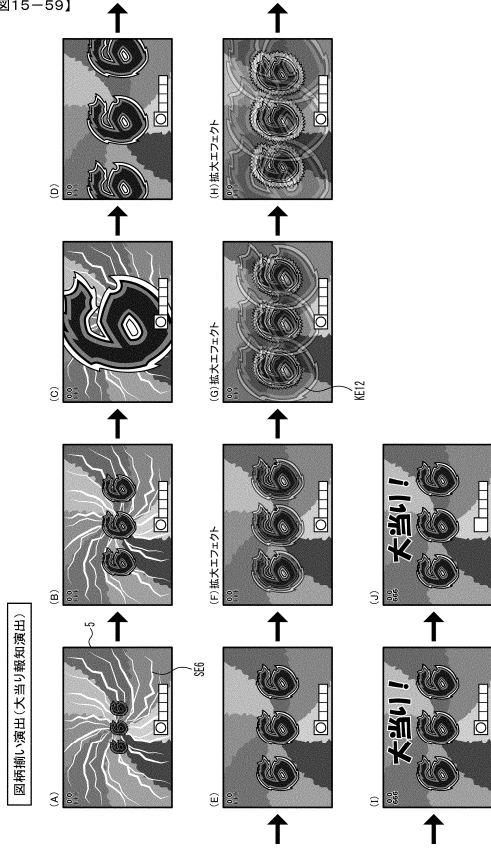 【図15－59】
図柄揃い演出（大当り報知演出）
(A)
5
SE6
(B)
(C)
(D)
(E)
(F)拡大エフェクト
(G)拡大エフェクト
KE12
(H)拡大エフェクト
(I)
大当り！
666
(J)
大当り！
666